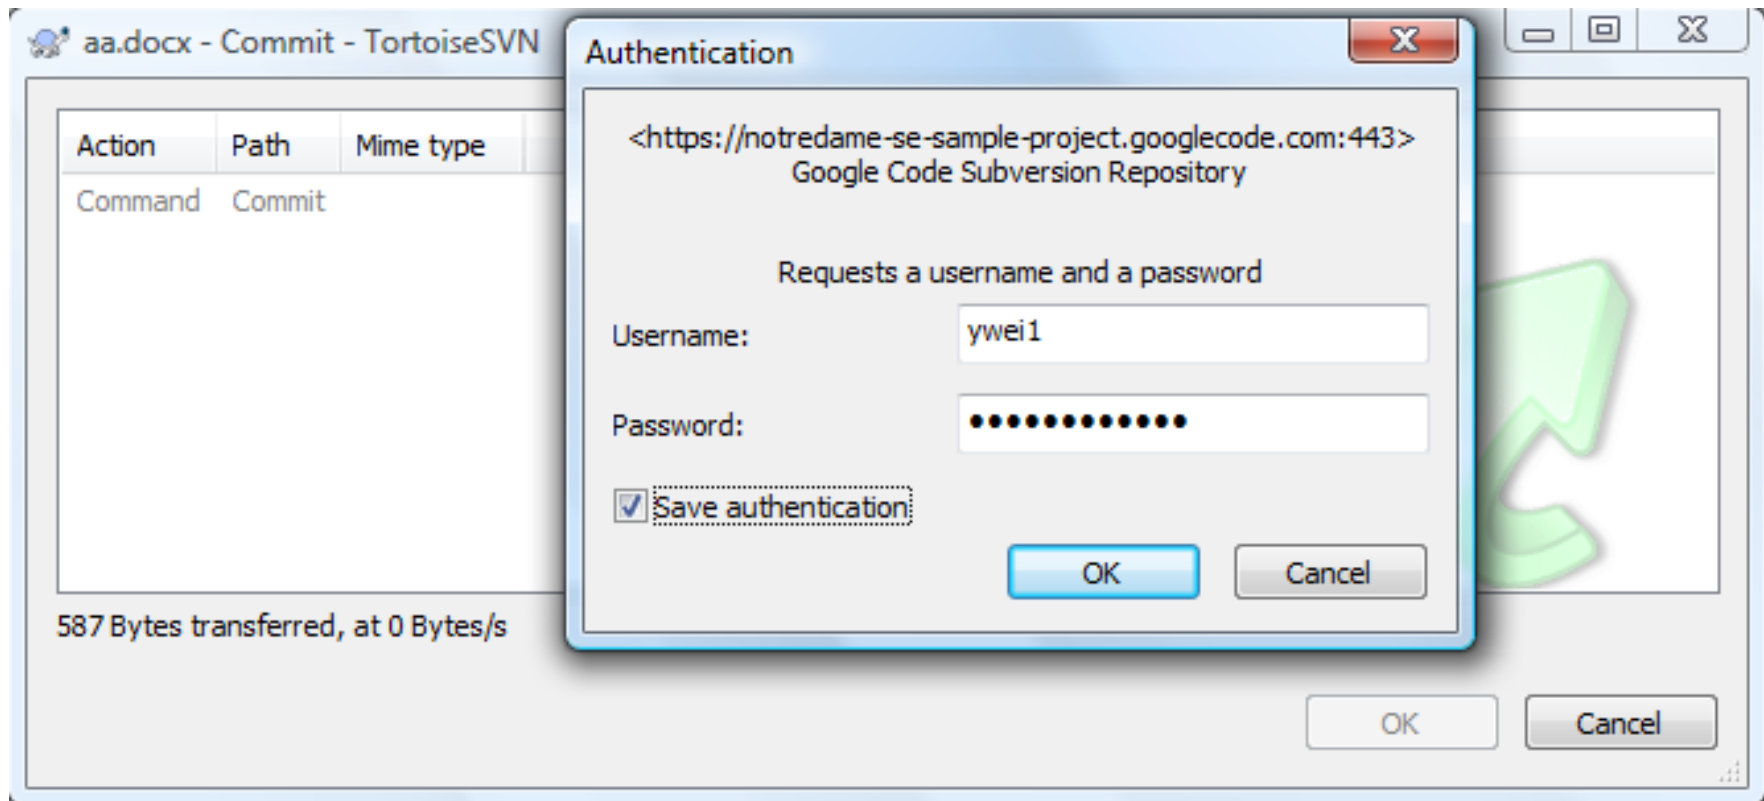 aa.docx - Commit - TortoiseSVN
Authentication
Action Path Mime type
Command Commit
587 Bytes transferred, at 0 Bytes/s
<https://notredame-se-sample-project.googlecode.com:443>
Google Code Subversion Repository
Requests a username and a password
Username: ywei1
Password: ●●●●●●●●●●●●
Save authentication
OK Cancel
OK Cancel